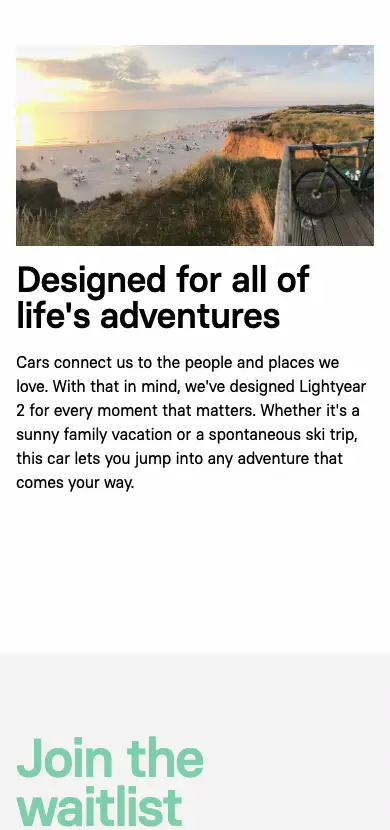 Designed for all of
life's adventures
Cars connect us to the people and places we
love. With that in mind, we've designed Lightyear
2 for every moment that matters. Whether it's a
sunny family vacation or a spontaneous ski trip,
this car lets you jump into any adventure that
comes your way.
Join the
waitlist